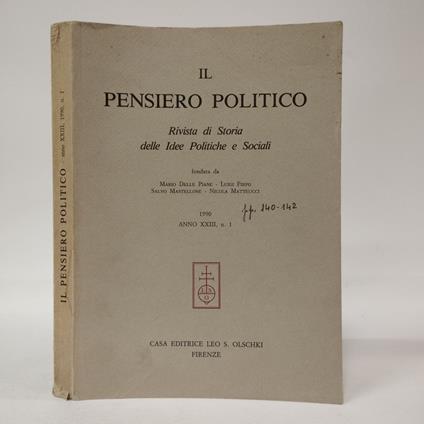 IL PENSIERO POLITICO - anno XXIII, 1990, n. 1
IL
PENSIERO POLITICO
Rivista di Storia
delle Idee Politiche e Sociali
fondata da
MARIO DELLE PIANE - LUIGI FIRPO
SALVO MASTELLONE - NICOLA MATTEUCCI
1990
ANNO XXIII, n. 1
pp. 140-142
CASA EDITRICE LEO S. OLSCHKI
FIRENZE